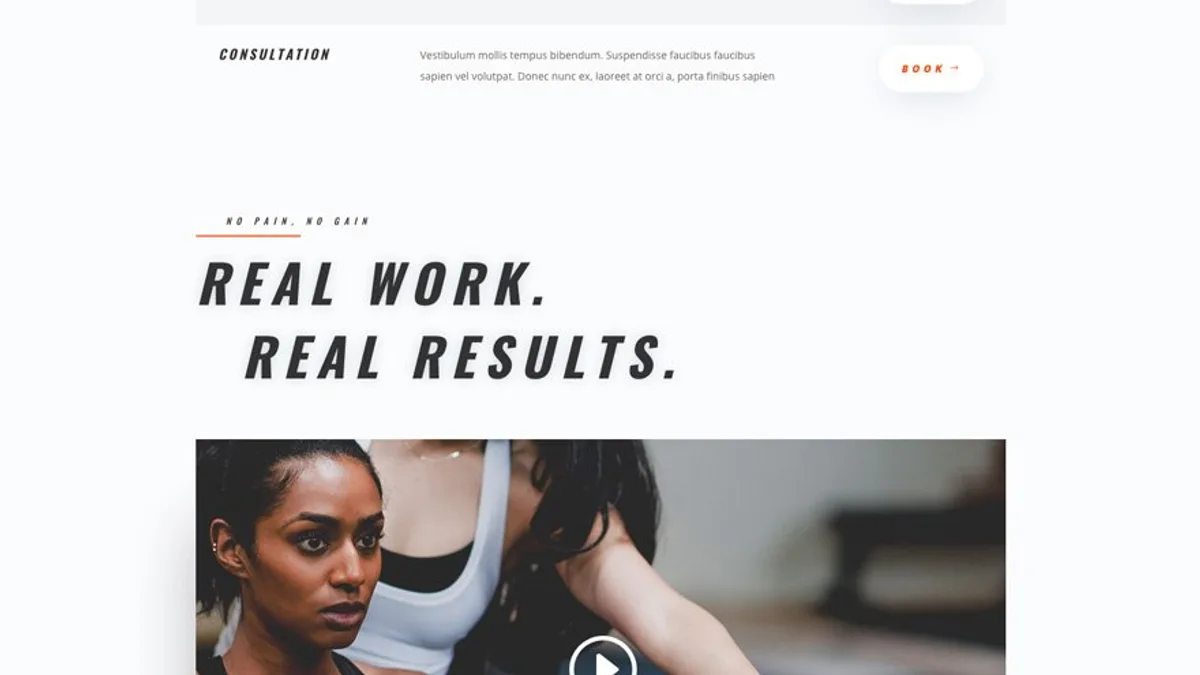 CONSULTATION
Vestibulum mollis tempus bibendum. Suspendisse faucibus faucibus
sapien vel volutpat. Donec nunc ex, laoreet at orci a, porta finibus sapien
BOOK →
NO PAIN, NO GAIN
REAL WORK.
REAL RESULTS.